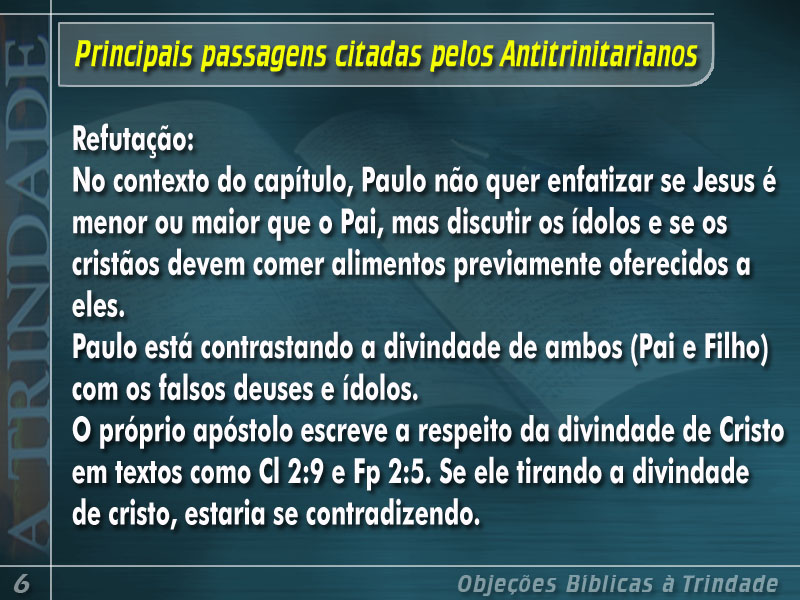 Principais passagens citadas pelos Antitrinitarianos
A TRINDADE
Refutação:
No contexto do capítulo, Paulo não quer enfatizar se Jesus é
menor ou maior que o Pai, mas discutir os ídolos e se os
cristãos devem comer alimentos previamente oferecidos a
eles.
Paulo está contrastando a divindade de ambos (Pai e Filho)
com os falsos deuses e ídolos.
O próprio apóstolo escreve a respeito da divindade de Cristo
em textos como Cl 2:9 e Fp 2:5. Se ele tirando a divindade
de cristo, estaria se contradizendo.
6
Objeções Bíblicas à Trindade